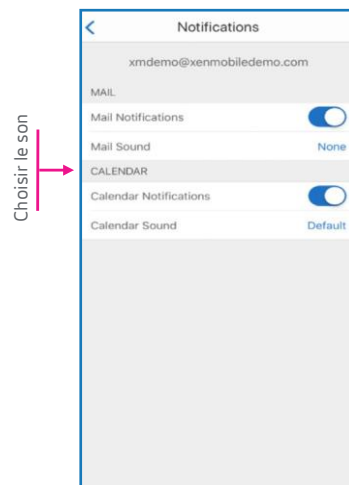 Notifications
xmdemo@xenmobiledemo.com
MAIL
Mail Notifications
Mail Sound None
Choisir le son
CALENDAR
Calendar Notifications
Calendar Sound Default